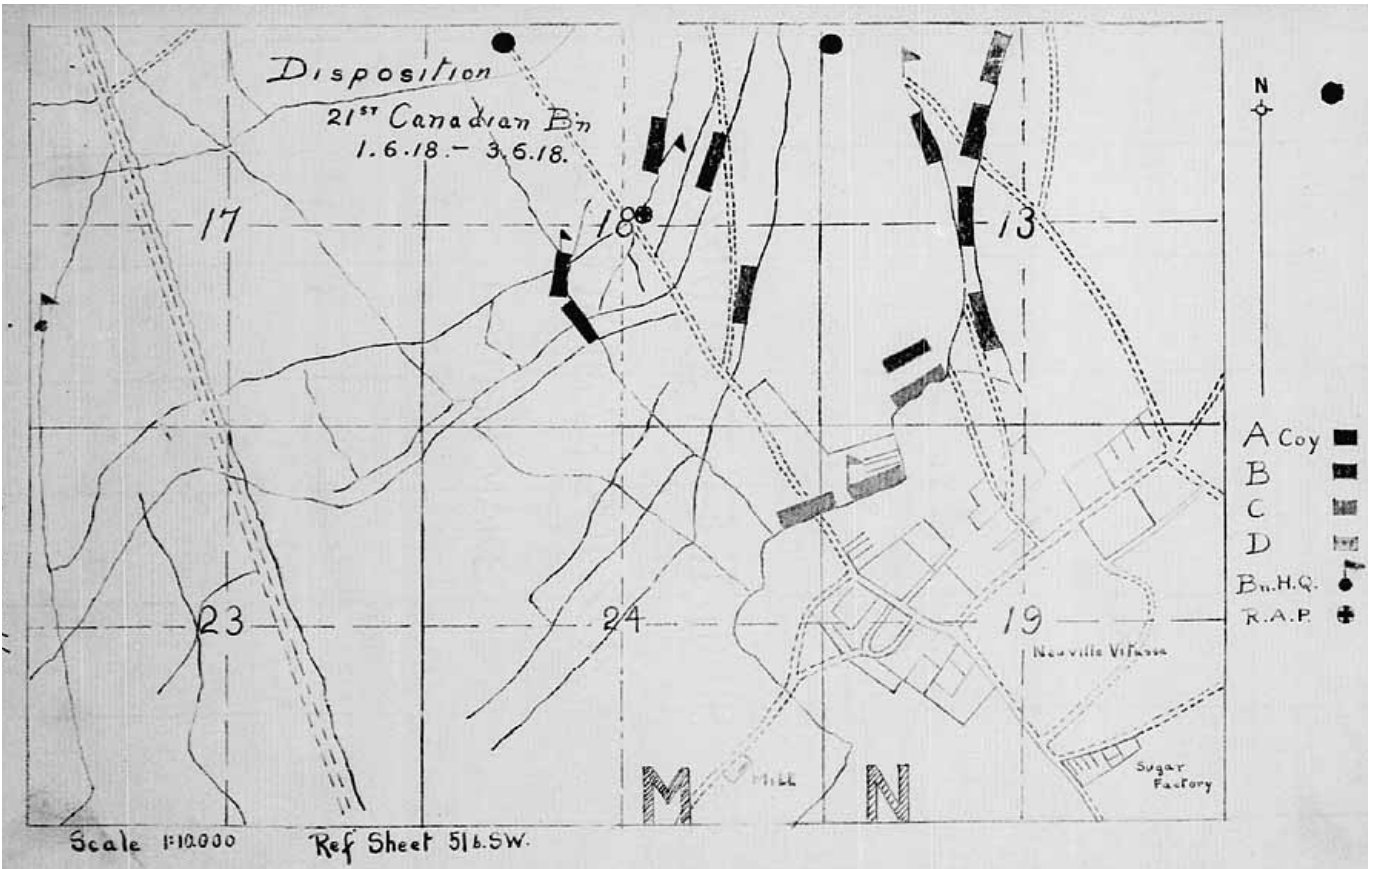 Disposition
21ST Canadian Bn
1.6.18. – 3.6.18.
N
17
18
13
A Coy
B
C
D
Bn. H.Q.
R.A.P.
23
24
19
Neuville Vitasse
M
MILL
N
Sugar
Factory
Scale 1:10.000
Ref Sheet 51b.SW.